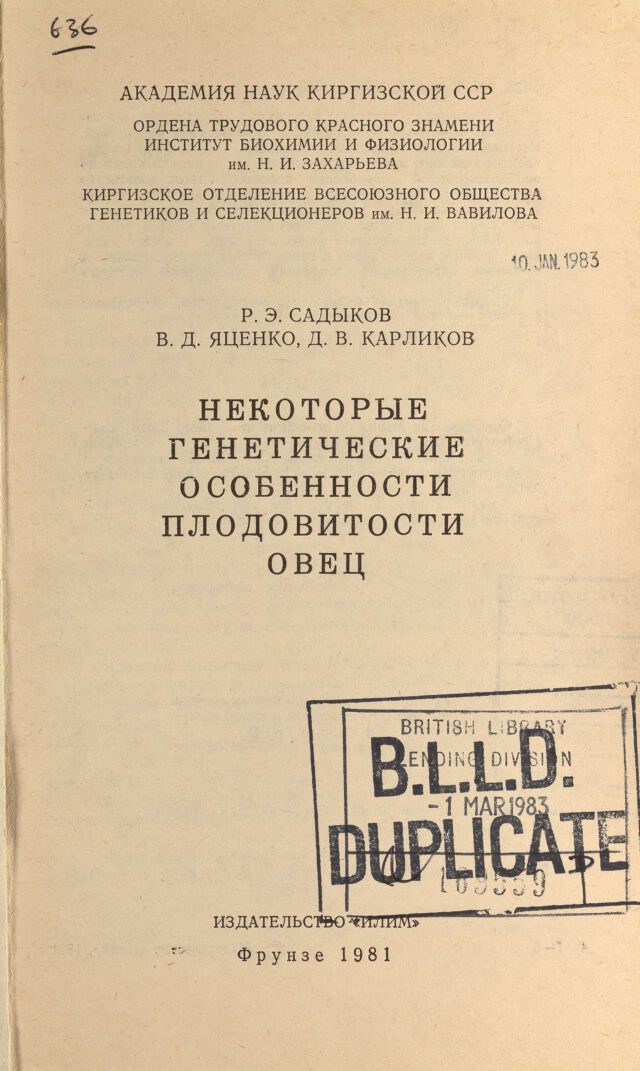 636
АКАДЕМИЯ НАУК КИРГИЗСКОЙ ССР
ОРДЕНА ТРУДОВОГО КРАСНОГО ЗНАМЕНИ
ИНСТИТУТ БИОХИМИИ И ФИЗИОЛОГИИ
им. Н. И. ЗАХАРЬЕВА
КИРГИЗСКОЕ ОТДЕЛЕНИЕ ВСЕСОЮЗНОГО ОБЩЕСТВА
ГЕНЕТИКОВ И СЕЛЕКЦИОНЕРОВ им. Н. И. ВАВИЛОВА
10. JAN. 1983
Р. Э. САДЫКОВ
В. Д. ЯЦЕНКО, Д. В. КАРЛИКОВ
НЕКОТОРЫЕ
ГЕНЕТИЧЕСКИЕ
ОСОБЕННОСТИ
ПЛОДОВИТОСТИ
ОВЕЦ
BRITISH LIBRARY
LENDING DIVISION
B.L.L.D.
-1 MAR 1983
DUPLICATE
ИЗДАТЕЛЬСТВО «ИЛИМ»
Фрунзе 1981